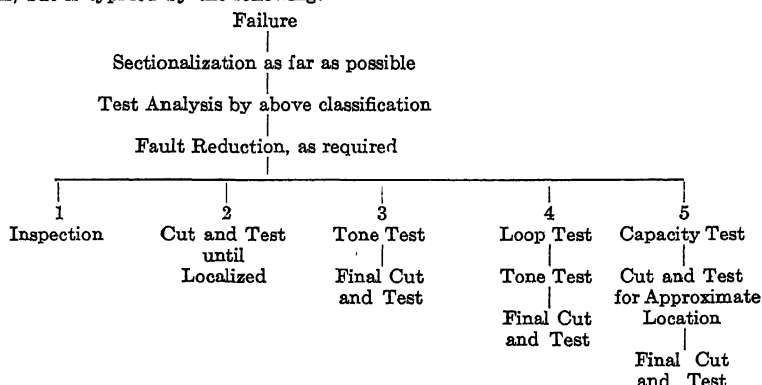 Failure
Sectionalization as far as possible
Test Analysis by above classification
Fault Reduction, as required
1 2 3 4 5
Inspection Cut and Test Tone Test Loop Test Capacity Test
until
Localized Final Cut Tone Test Cut and Test
and Test for Approximate
Final Cut Location
and Test
Final Cut
and Test